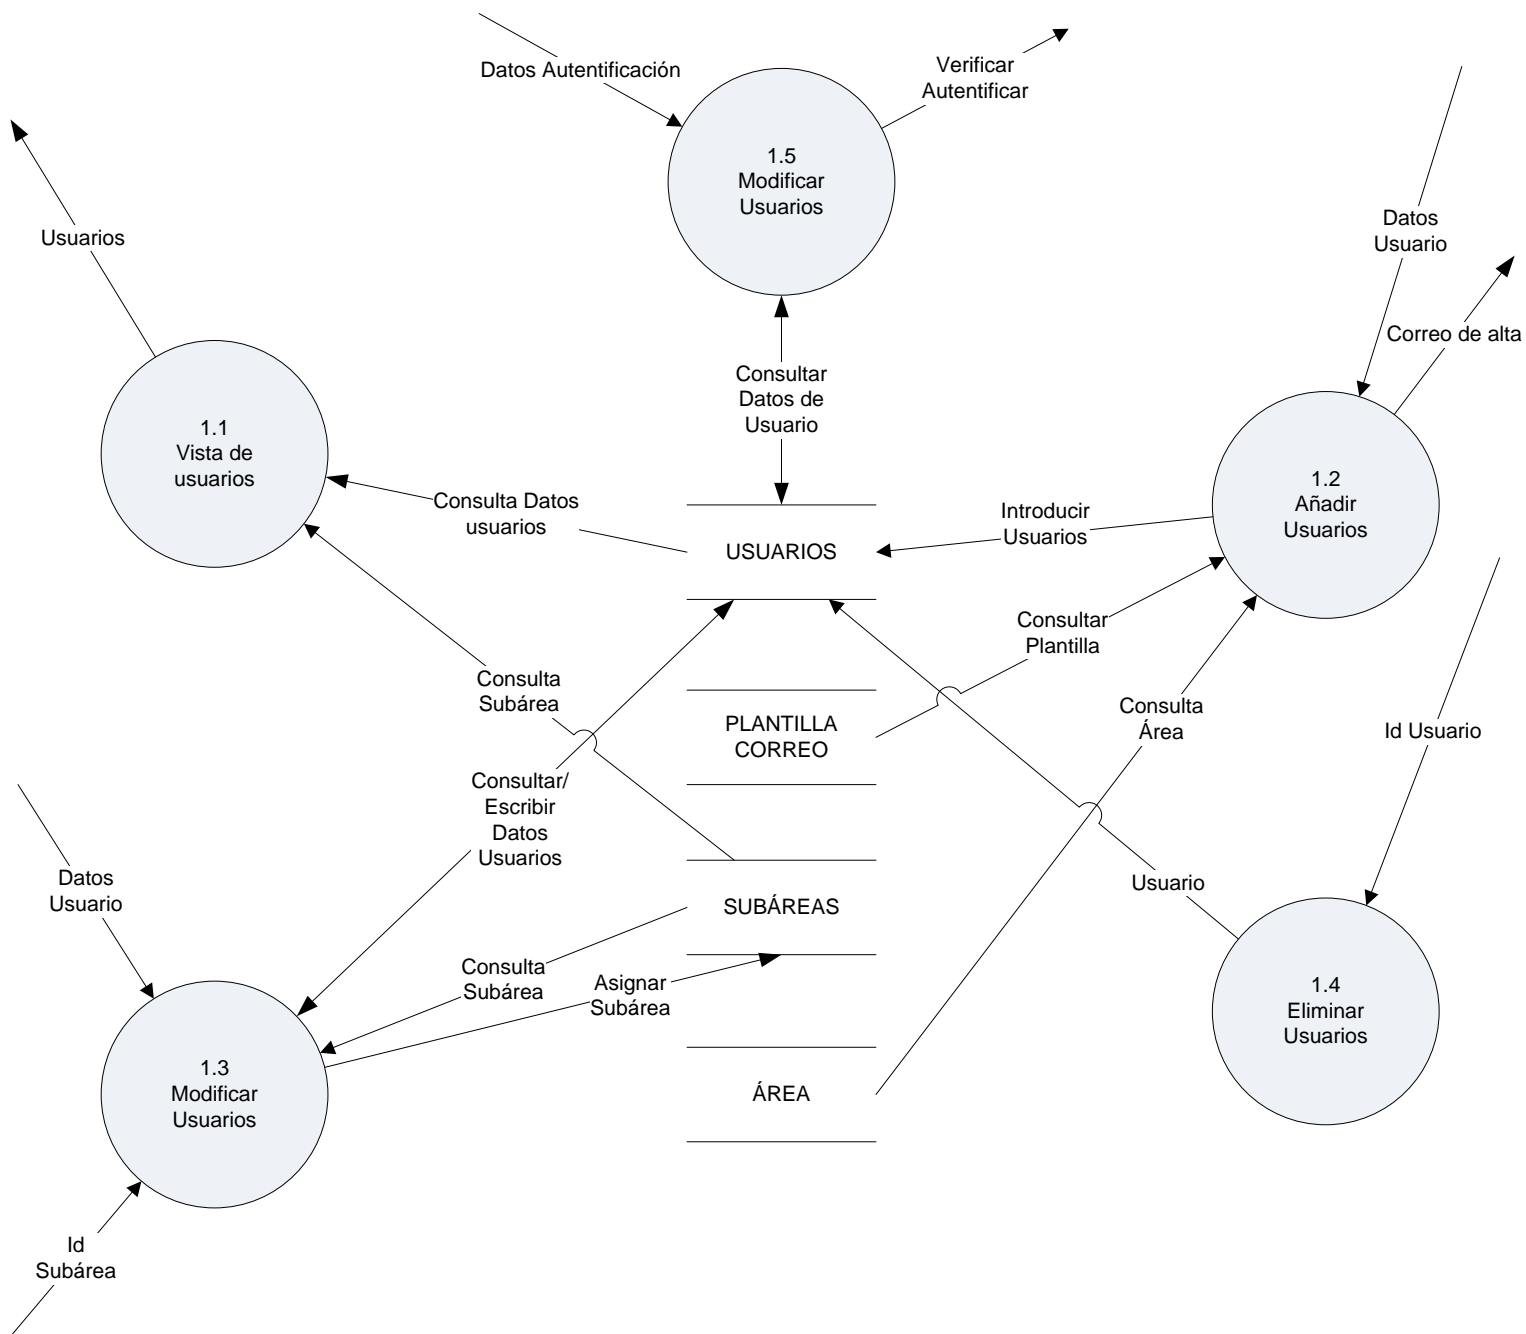 Datos Autentificación
Verificar
Autentificar
1.5
Modificar
Usuarios
Usuarios
Datos
Usuario
Correo de alta
Consultar
Datos de
Usuario
1.1
Vista de
usuarios
1.2
Añadir
Usuarios
Consulta Datos
usuarios
Introducir
Usuarios
USUARIOS
Consultar
Plantilla
Consulta
Subárea
PLANTILLA
CORREO
Consulta
Área
Id Usuario
Consultar/
Escribir
Datos
Usuarios
Datos
Usuario
SUBÁREAS
Usuario
Consulta
Subárea
Asignar
Subárea
1.4
Eliminar
Usuarios
1.3
Modificar
Usuarios
ÁREA
Id
Subárea